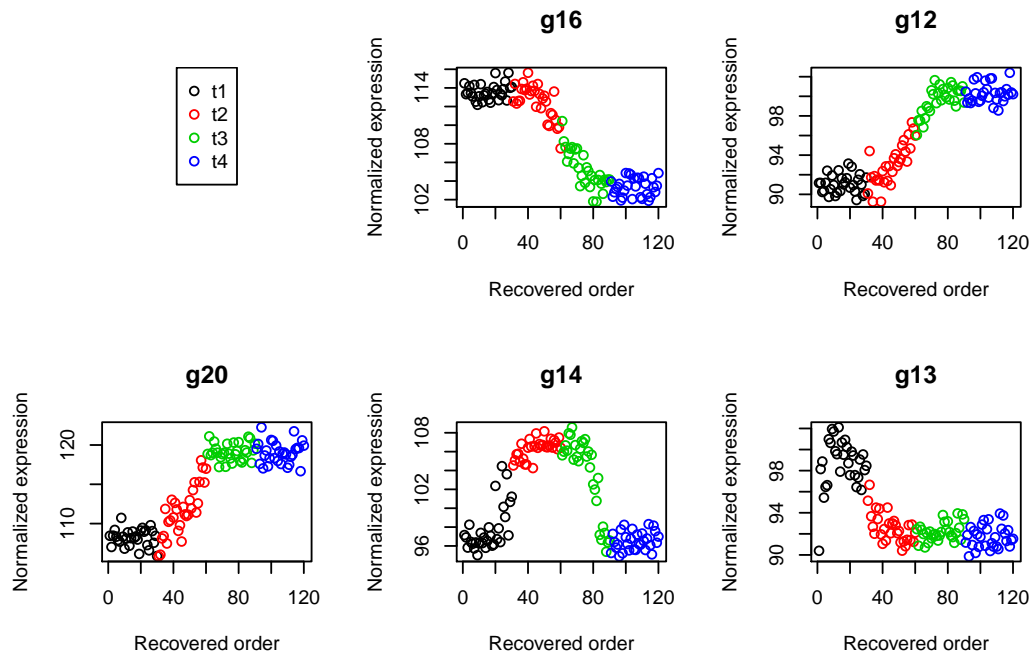 g16
g12
t1
t2
t3
t4
Normalized expression
102 108 114
0 40 80 120
Recovered order
Normalized expression
90 92 94 98
0 40 80 120
Recovered order
g20
g14
g13
Normalized expression
110 120
0 40 80 120
Recovered order
Normalized expression
96 102 108
0 40 80 120
Recovered order
Normalized expression
90 92 94 98
0 40 80 120
Recovered order